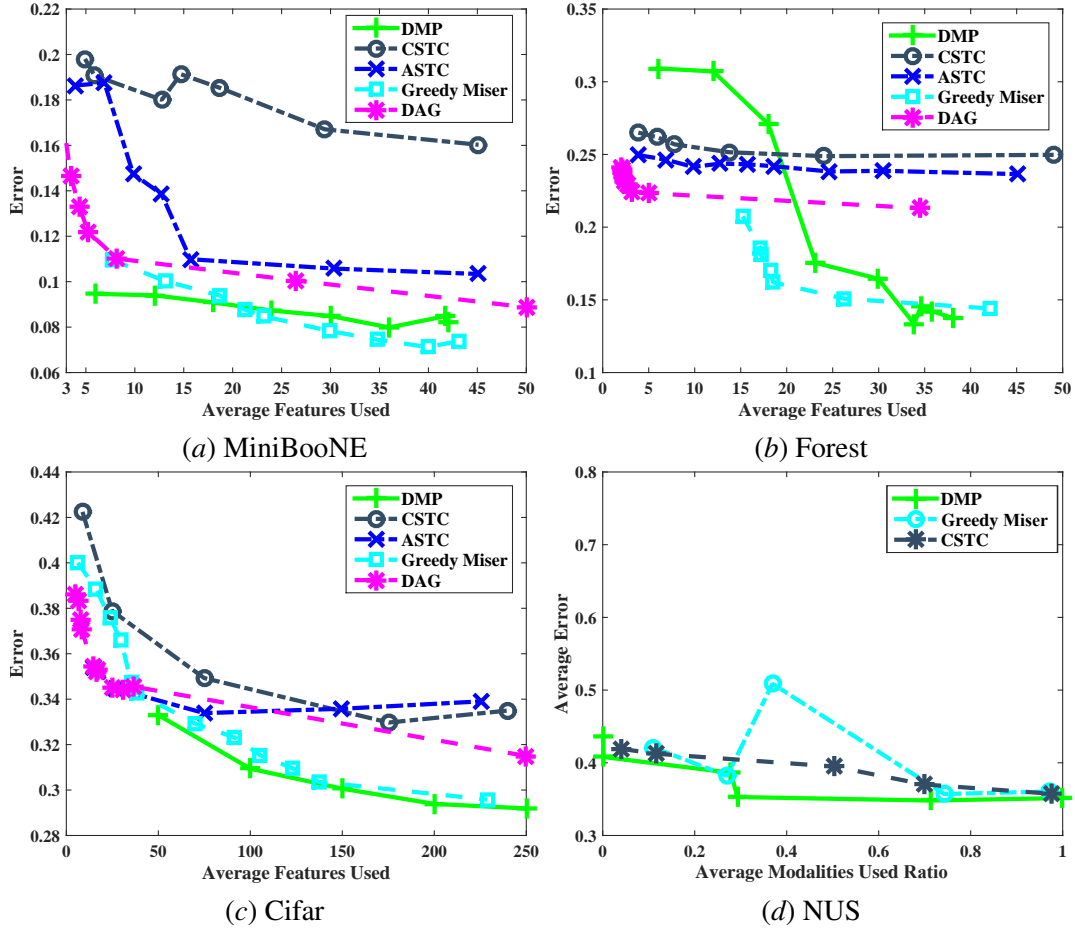 0.22
0.2
0.18
0.16
0.14
0.12
0.1
0.08
0.06
Error
3 5 10 15 20 25 30 35 40 45 50
Average Features Used
DMP
CSTC
ASTC
Greedy Miser
DAG
(a) MiniBooNE
0.35
0.3
0.25
0.2
0.15
0.1
Error
0 5 10 15 20 25 30 35 40 45 50
Average Features Used
DMP
CSTC
ASTC
Greedy Miser
DAG
(b) Forest
0.44
0.42
0.4
0.38
0.36
0.34
0.32
0.3
0.28
Error
0 50 100 150 200 250
Average Features Used
DMP
CSTC
ASTC
Greedy Miser
DAG
(c) Cifar
0.8
0.7
0.6
0.5
0.4
0.3
Average Error
0 0.2 0.4 0.6 0.8 1
Average Modalities Used Ratio
DMP
Greedy Miser
CSTC
(d) NUS